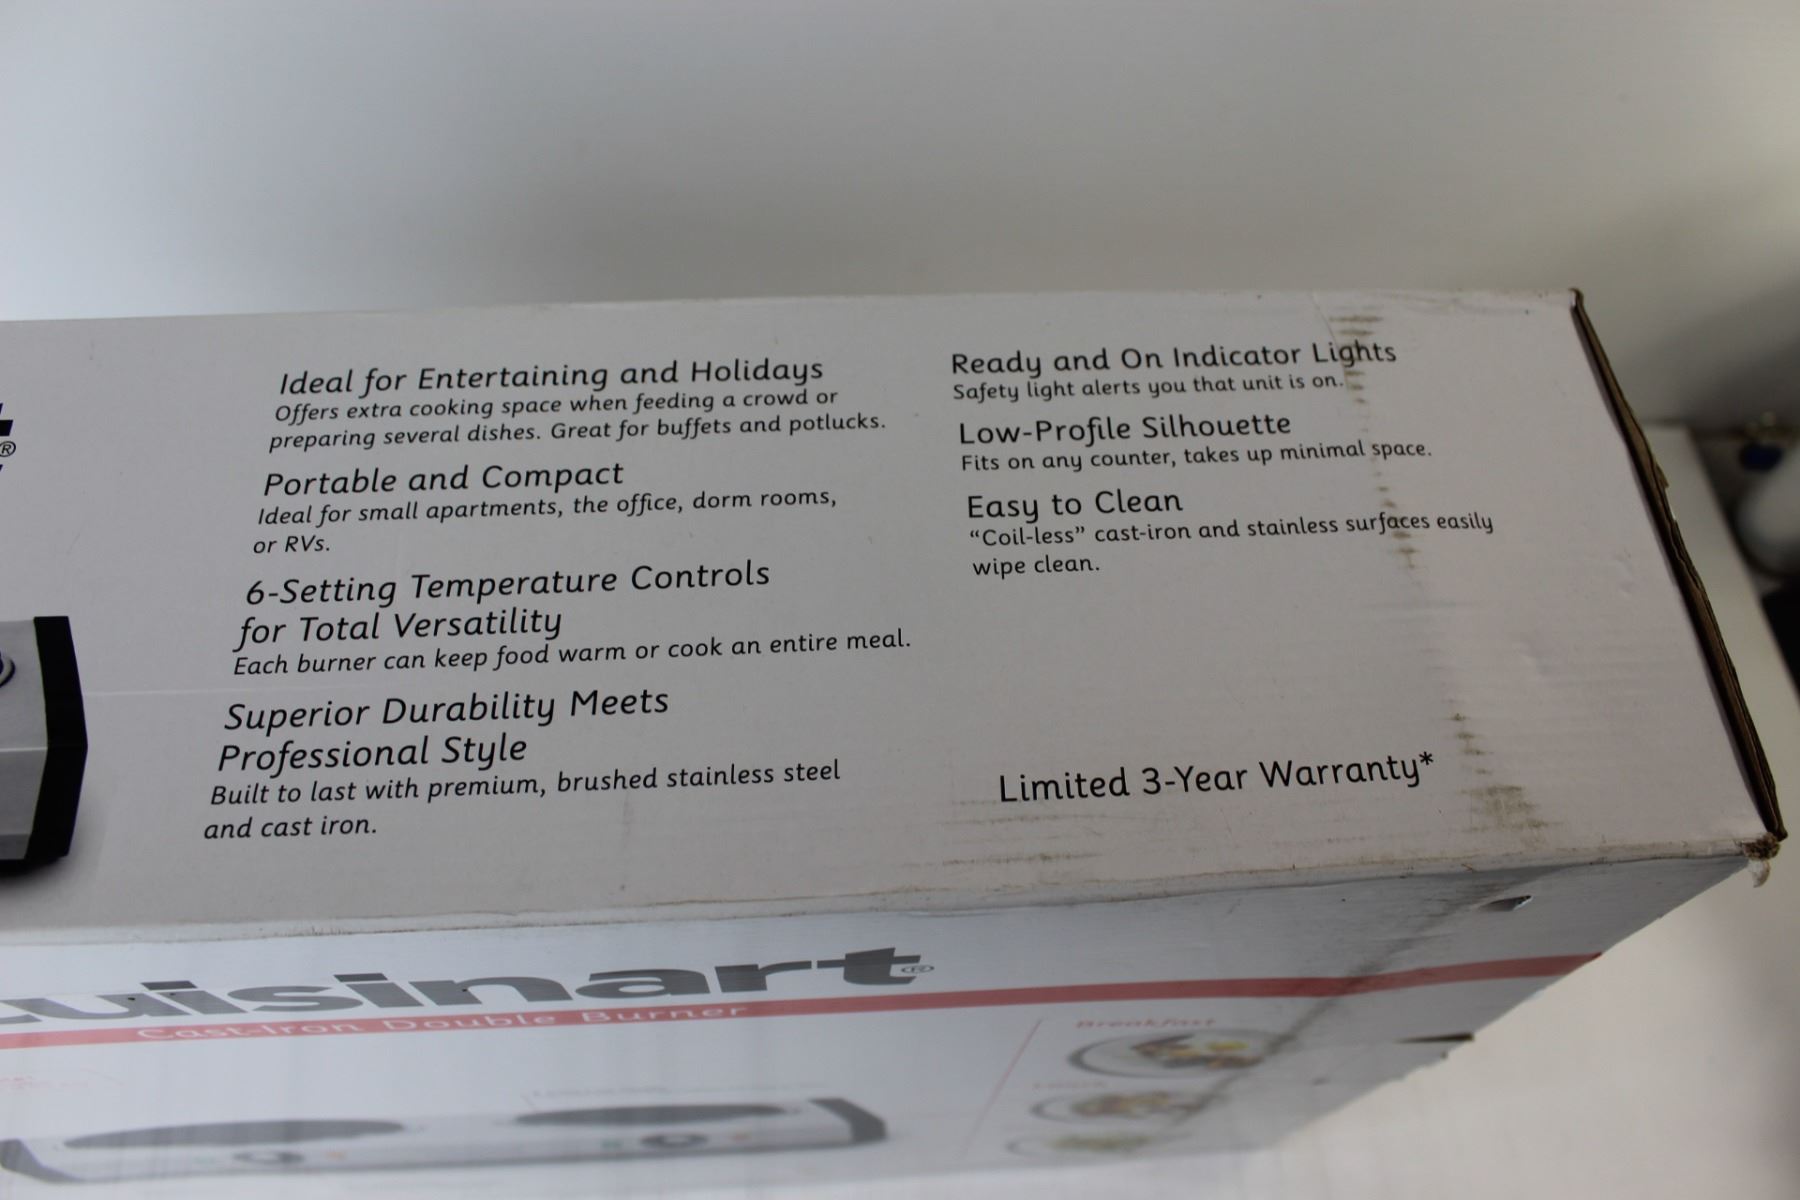 ®
Ideal for Entertaining and Holidays
Offers extra cooking space when feeding a crowd or
preparing several dishes. Great for buffets and potlucks.
Portable and Compact
Ideal for small apartments, the office, dorm rooms,
or RVs.
6-Setting Temperature Controls
for Total Versatility
Each burner can keep food warm or cook an entire meal.
Superior Durability Meets
Professional Style
Built to last with premium, brushed stainless steel
and cast iron.
Ready and On Indicator Lights
Safety light alerts you that unit is on.
Low-Profile Silhouette
Fits on any counter, takes up minimal space.
Easy to Clean
“Coil-less” cast-iron and stainless surfaces easily
wipe clean.
Limited 3-Year Warranty*
uisinart®
Cast-Iron Double Burner
Breakfast